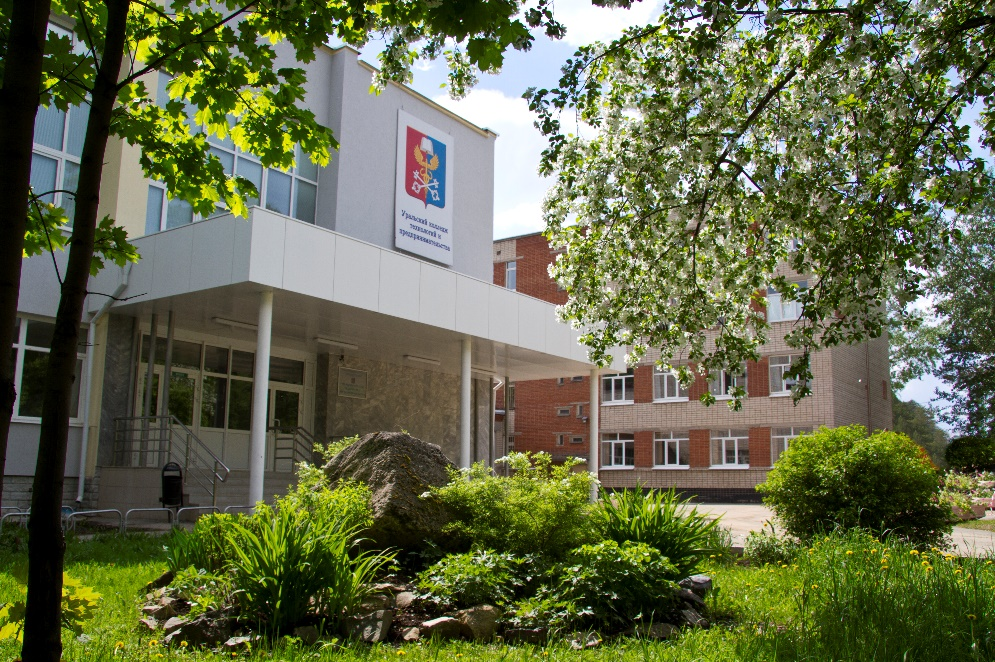 Уральский колледж
технологий и
предпринимательства